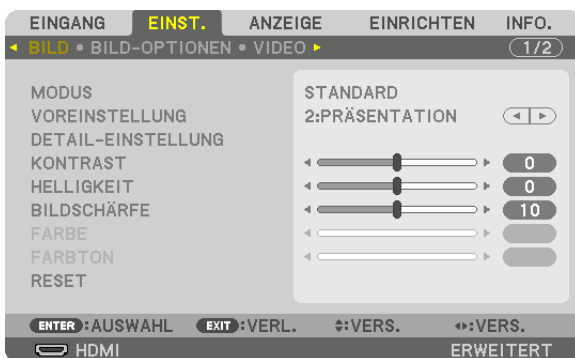 EINGANG EINST. ANZEIGE EINRICHTEN INFO.
BILD • BILD-OPTIONEN • VIDEO 1/2
MODUS STANDARD
VOREINSTELLUNG 2:PRÄSENTATION
DETAIL-EINSTELLUNG
KONTRAST 0
HELLIGKEIT 0
BILDSCHÄRFE 10
FARBE
FARBTON
RESET
ENTER :AUSWAHL EXIT :VERL. :VERS. :VERS.
HDMI ERWEITERT